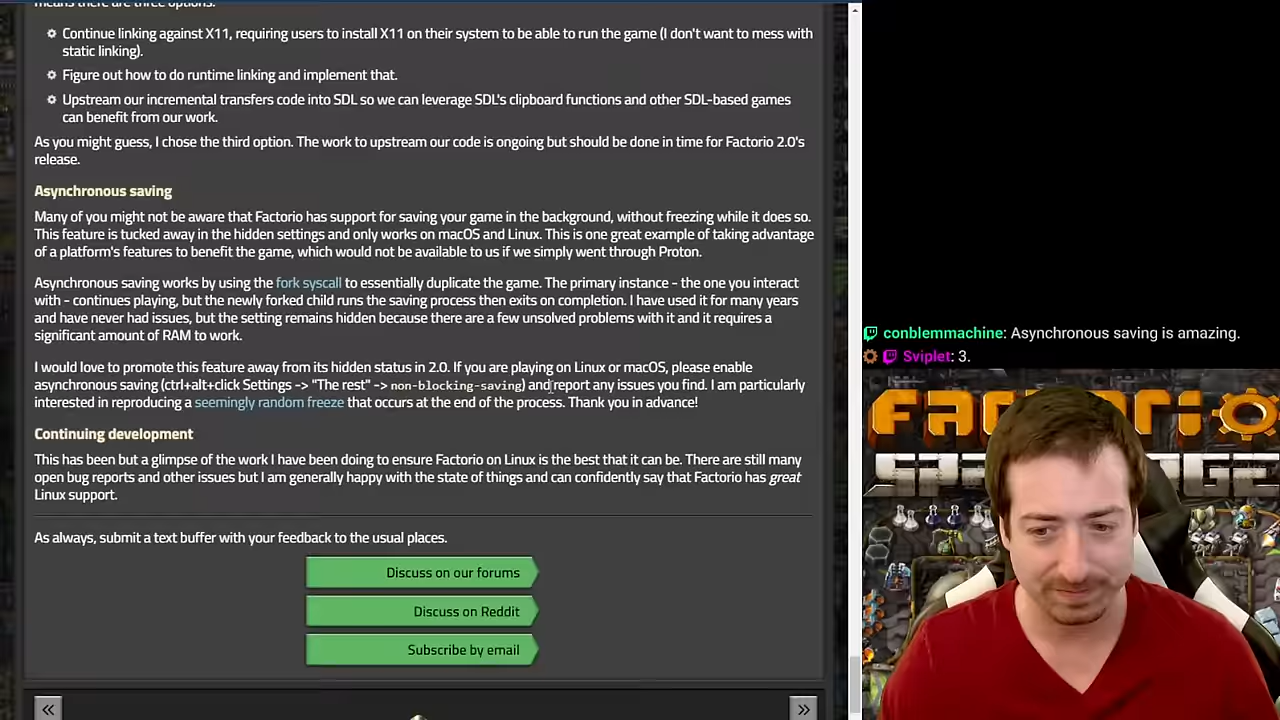 means there are three options:
Continue linking against X11, requiring users to install X11 on their system to be able to run the game (I don't want to mess with
static linking).
Figure out how to do runtime linking and implement that.
Upstream our incremental transfers code into SDL so we can leverage SDL's clipboard functions and other SDL-based games
can benefit from our work.
As you might guess, I chose the third option. The work to upstream our code is ongoing but should be done in time for Factorio 2.0's
release.
Asynchronous saving
Many of you might not be aware that Factorio has support for saving your game in the background, without freezing while it does so.
This feature is tucked away in the hidden settings and only works on macOS and Linux. This is one great example of taking advantage
of a platform's features to benefit the game, which would not be available to us if we simply went through Proton.
Asynchronous saving works by using the fork syscall to essentially duplicate the game. The primary instance - the one you interact
with - continues playing, but the newly forked child runs the saving process then exits on completion. I have used it for many years
and have never had issues, but the setting remains hidden because there are a few unsolved problems with it and it requires a
significant amount of RAM to work.
I would love to promote this feature away from its hidden status in 2.0. If you are playing on Linux or macOS, please enable
asynchronous saving (ctrl+alt+click Settings -> "The rest" -> non-blocking-saving) and report any issues you find. I am particularly
interested in reproducing a seemingly random freeze that occurs at the end of the process. Thank you in advance!
Continuing development
This has been but a glimpse of the work I have been doing to ensure Factorio on Linux is the best that it can be. There are still many
open bug reports and other issues but I am generally happy with the state of things and can confidently say that Factorio has great
Linux support.
As always, submit a text buffer with your feedback to the usual places.
Discuss on our forums
Discuss on Reddit
Subscribe by email
conblemmachine: Asynchronous saving is amazing.
Sviplet: 3.